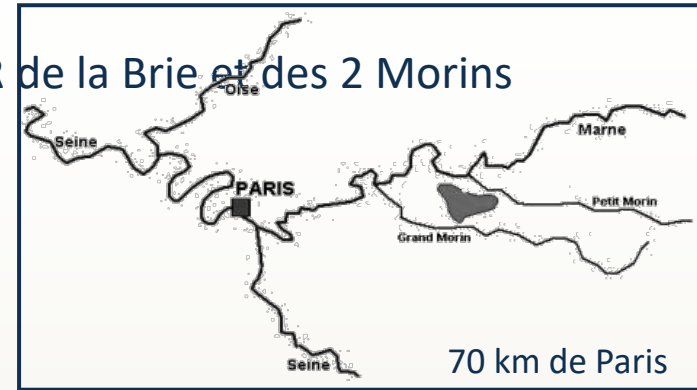 R de la Brie et des 2 Morins
Oise
Seine
Marne
PARIS
Petit Morin
Grand Morin
Seine
70 km de Paris